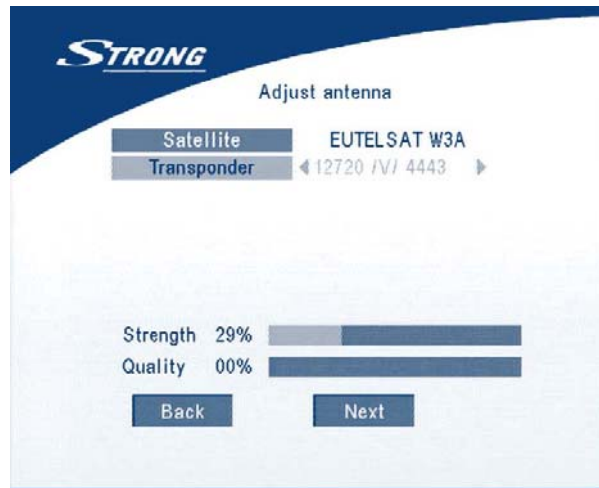 STRONG
Adjust antenna
Satellite EUTELSAT W3A
Transponder 12720 /V/ 4443
Strength 29%
Quality 00%
Back Next